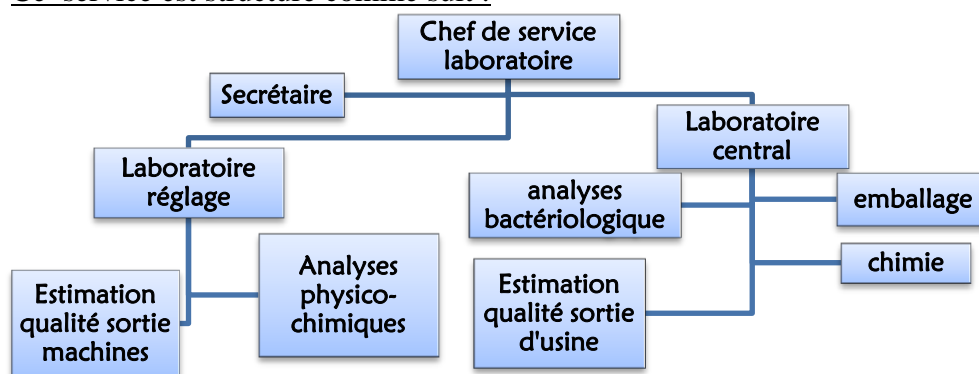 Ce service est structuré comme suit :
Chef de service
laboratoire
Secrétaire
Laboratoire
central
Laboratoire
réglage
analyses
bactériologique
emballage
chimie
Analyses
physico-
chimiques
Estimation
qualité sortie
machines
Estimation
qualité sortie
d'usine